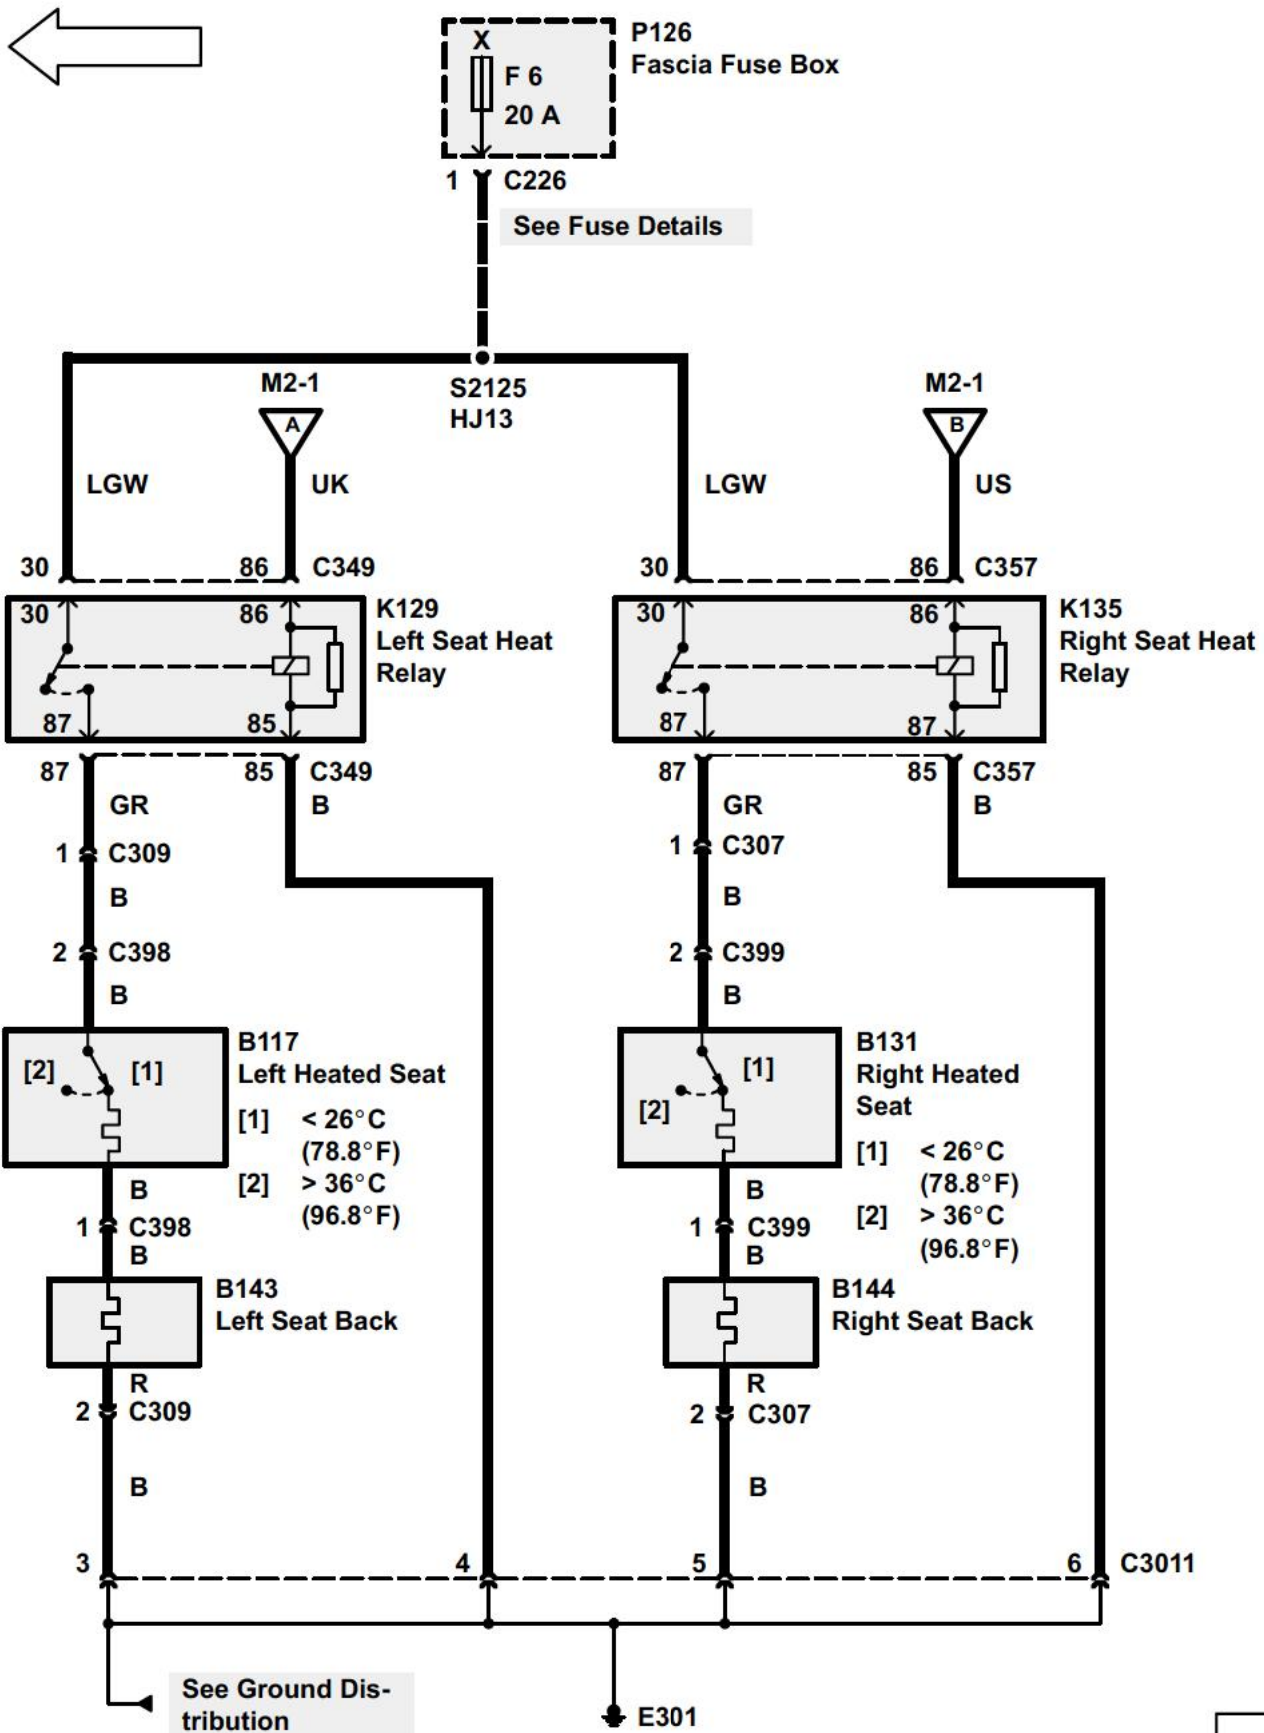 X
F 6
20 A
P126
Fascia Fuse Box
1 C226
See Fuse Details
S2125
HJ13
M2-1
A
M2-1
B
LGW
UK
LGW
US
30
86
C349
30
86
C357
30
86
K129
Left Seat Heat
Relay
87
85
30
86
K135
Right Seat Heat
Relay
87
87
87
85
C349
GR
B
87
85
C357
GR
B
1 C309
B
2 C398
B
1 C307
B
2 C399
B
[2]
[1]
B117
Left Heated Seat
[1] < 26°C
(78.8°F)
[2] > 36°C
(96.8°F)
[1]
[2]
B131
Right Heated
Seat
[1] < 26°C
(78.8°F)
[2] > 36°C
(96.8°F)
B
1 C398
B
B
1 C399
B
B143
Left Seat Back
B144
Right Seat Back
R
2 C309
B
R
2 C307
B
3
4
5
6
C3011
See Ground Dis-
tribution
E301